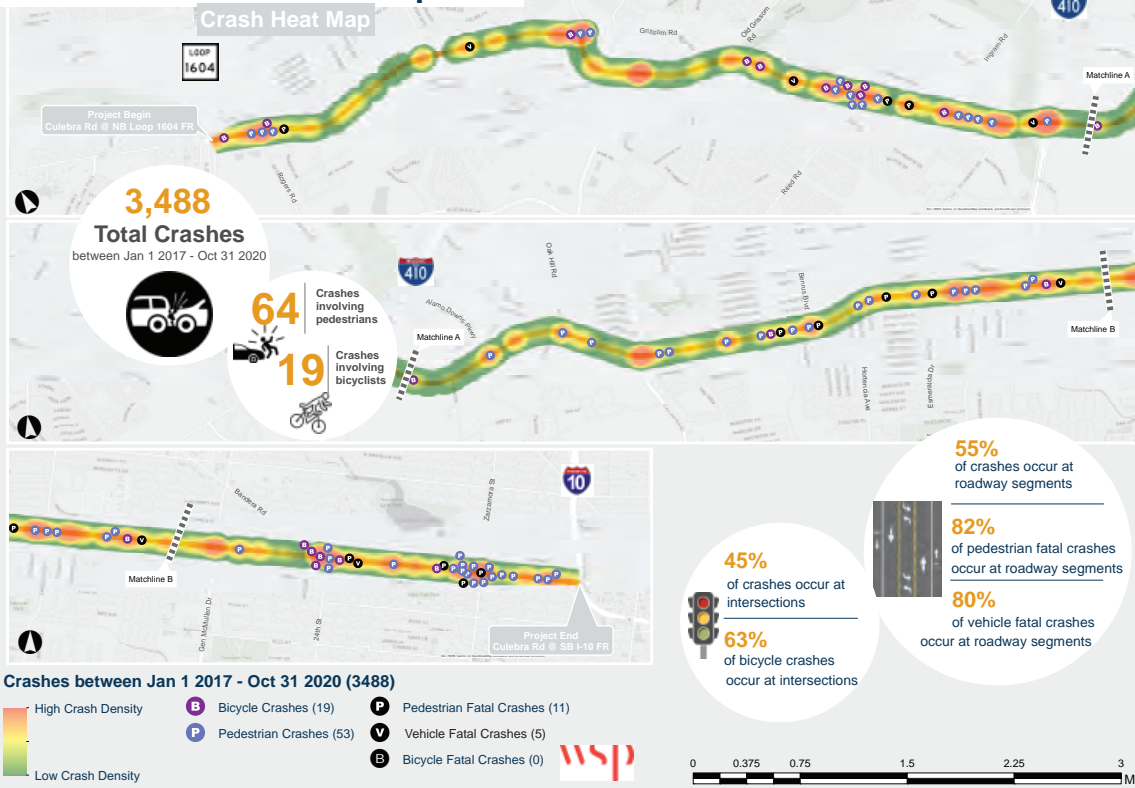 Crash Heat Map
LOOP
1604
Project Begin
Culebra Rd @ NB Loop 1604 FR
Rogers Rd
Grissom Rd
Old Grissom
Rd
Reed Rd
Ingram Rd
410
Matchline A
3,488
Total Crashes
between Jan 1 2017 - Oct 31 2020
64
Crashes
involving
pedestrians
19
Crashes
involving
bicyclists
410
Alamo Downs Pkwy
Matchline A
Oak Hill Rd
Benrus Blvd
Hortencia Ave
Esmeralda Dr
Matchline B
Bandera Rd
Matchline B
Gen McMullen Dr
24th St
Zarzamora St
10
Project End
Culebra Rd @ SB I-10 FR
45%
of crashes occur at
intersections
63%
of bicycle crashes
occur at intersections
55%
of crashes occur at
roadway segments
82%
of pedestrian fatal crashes
occur at roadway segments
80%
of vehicle fatal crashes
occur at roadway segments
Crashes between Jan 1 2017 - Oct 31 2020 (3488)
High Crash Density
Low Crash Density
B Bicycle Crashes (19)
P Pedestrian Crashes (53)
P Pedestrian Fatal Crashes (11)
V Vehicle Fatal Crashes (5)
B Bicycle Fatal Crashes (0)
wsp
0 0.375 0.75 1.5 2.25 3
M